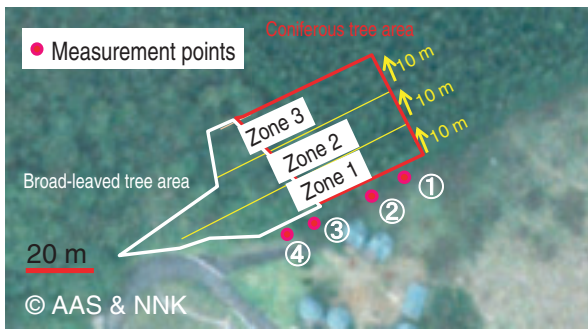 Coniferous tree area
Measurement points
10 m
10 m
10 m
Zone 3
Zone 2
Zone 1
Broad-leaved tree area
①
②
③
④
20 m
© AAS & NNK